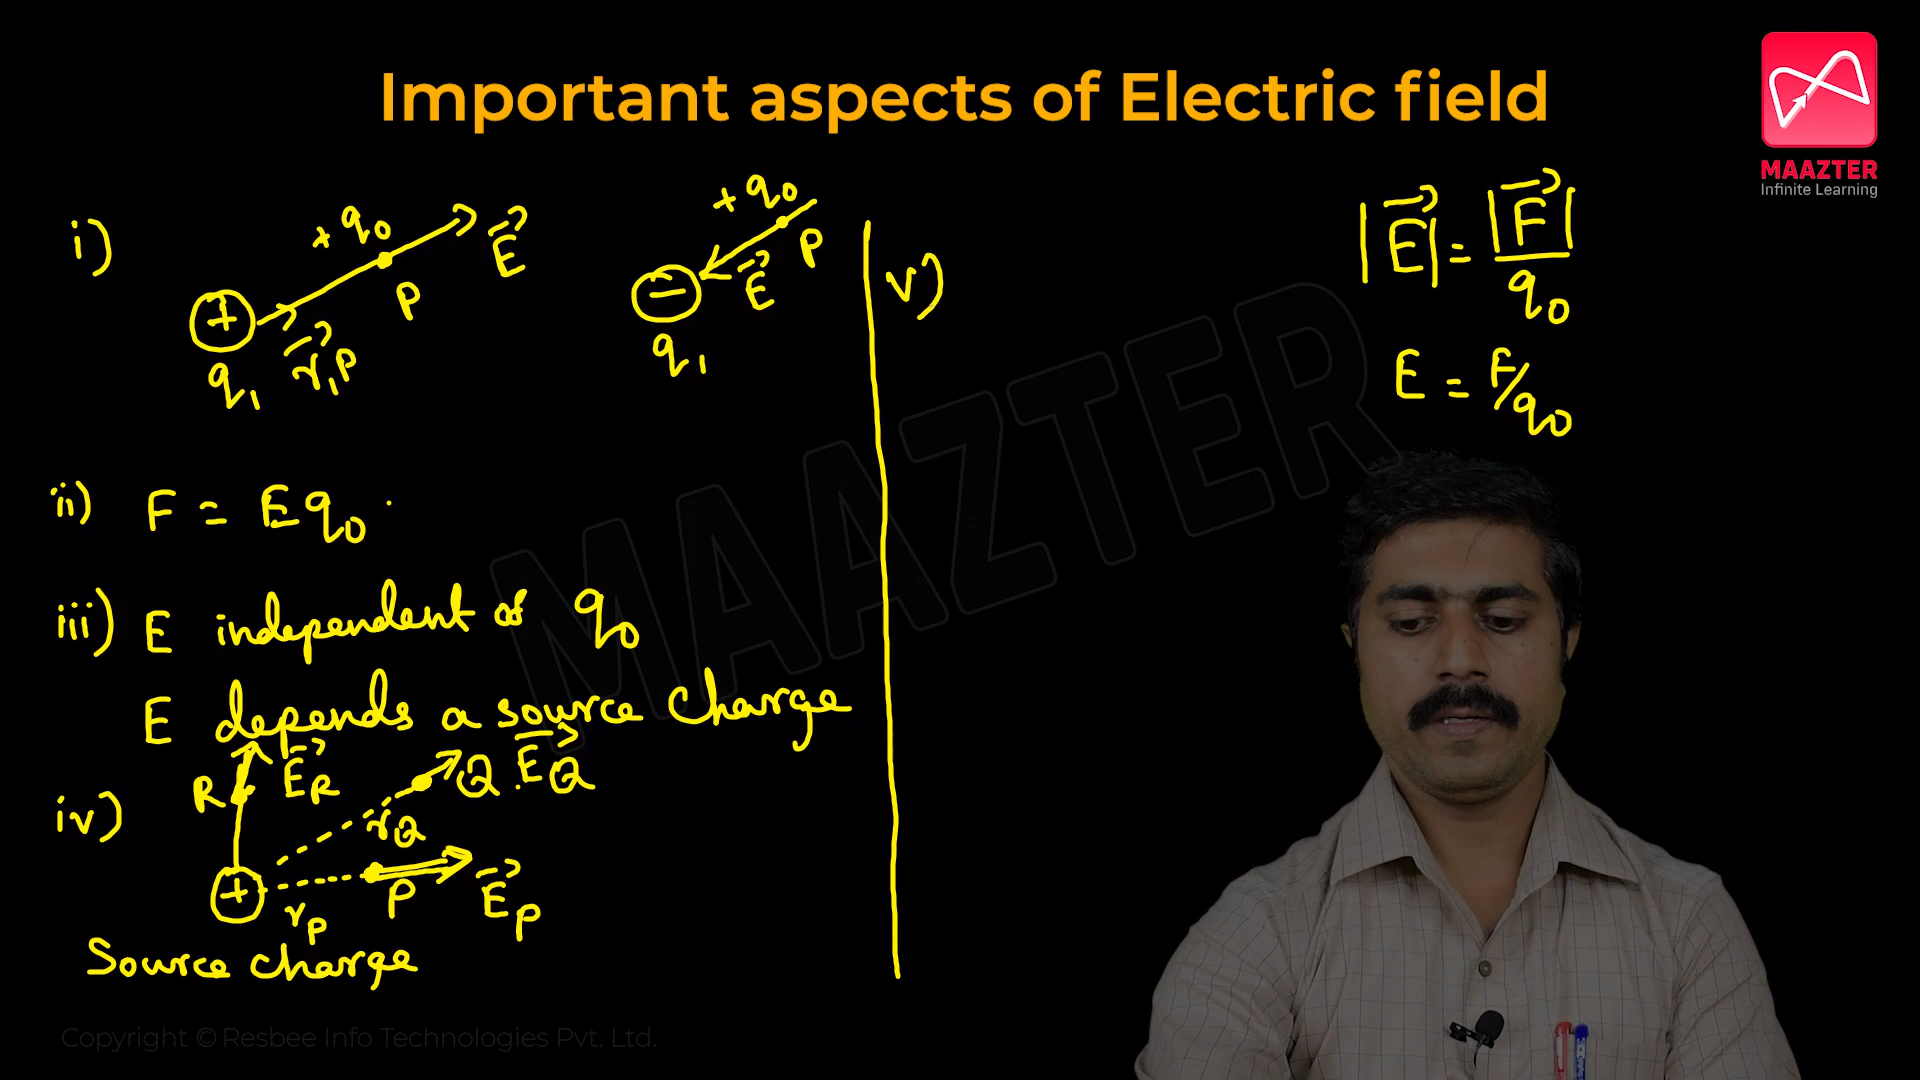 Important aspects of Electric field
MAAZTER
Infinite Learning
i)
+ q₀
E⃗
P
+
r⃗₁P
q₁
+ q₀
P
E⃗
−
q₁
ii) F = E q₀
iii) E independent of q₀
E depends a source charge
iv)
R E⃗R
Q E⃗Q
rQ
+
rP
P
E⃗P
Source charge
v)
|E⃗| = |F⃗| / q₀
E = F/q₀
MAAZTER
Copyright © Resbee Info Technologies Pvt. Ltd.